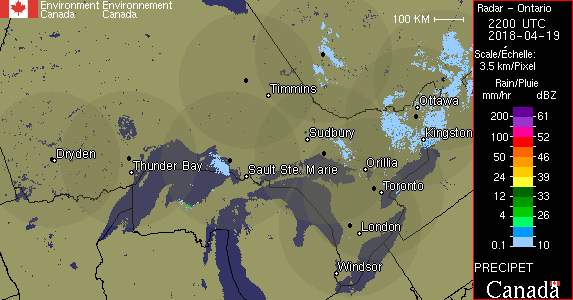 Environment Environnement
Canada Canada
100 KM
Timmins
Ottawa
Sudbury
Kingston
Dryden
Thunder Bay
Sault Ste. Marie
Orillia
Toronto
London
Windsor
Radar - Ontario
2200 UTC
2018-04-19
Scale/Échelle:
3.5 km/Pixel
Rain/Pluie
mm/hr dBZ
200 61
100 52
50 46
24 39
12 33
4 26
0.1 10
PRECIPET
Canada